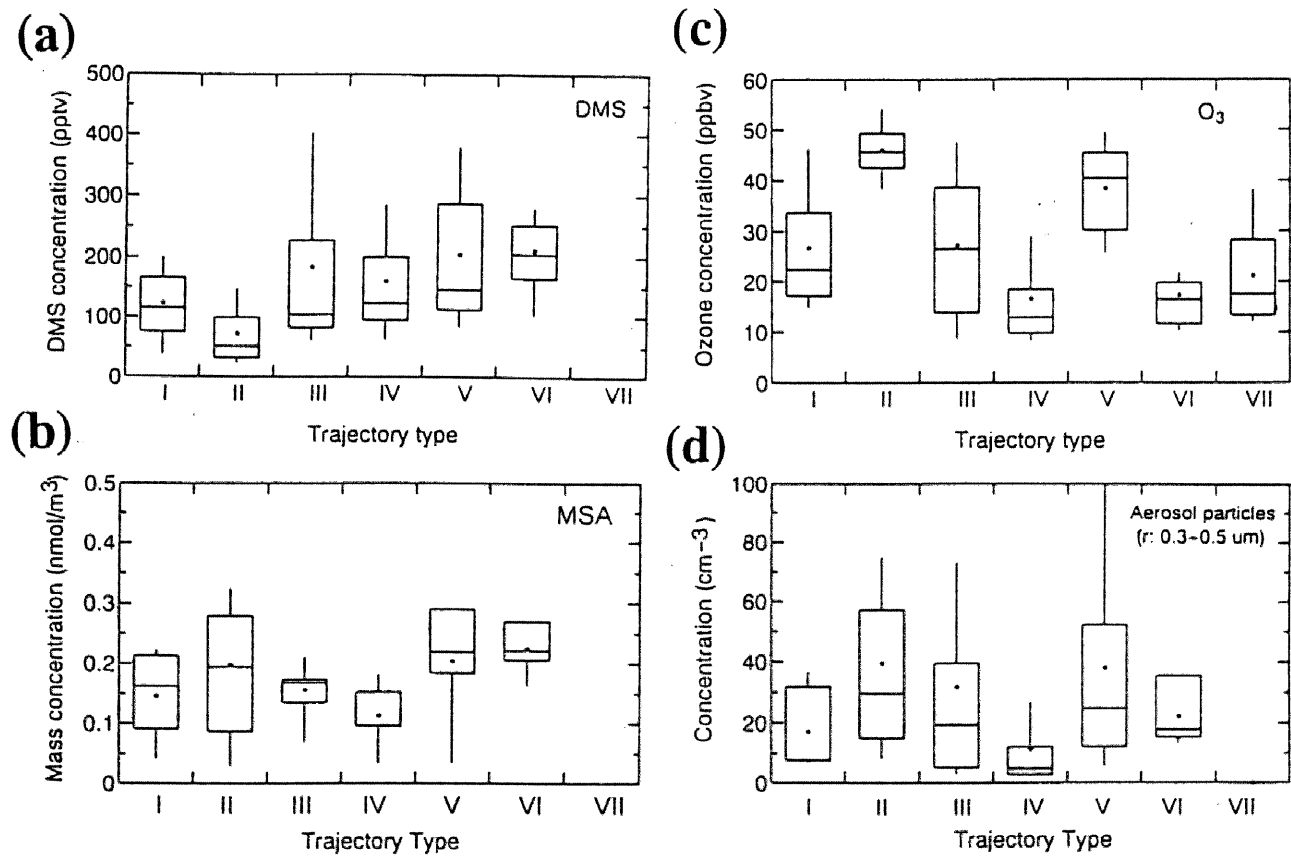 (a)
DMS concentration (pptv)
500
400
300
200
100
0
DMS
I II III IV V VI VII
Trajectory type
(b)
Mass concentration (nmol/m³)
0.5
0.4
0.3
0.2
0.1
0
MSA
I II III IV V VI VII
Trajectory Type
(c)
Ozone concentration (ppbv)
60
50
40
30
20
10
0
O₃
I II III IV V VI VII
Trajectory type
(d)
Concentration (cm⁻³)
100
80
60
40
20
0
Aerosol particles
(r: 0.3-0.5 um)
I II III IV V VI VII
Trajectory Type